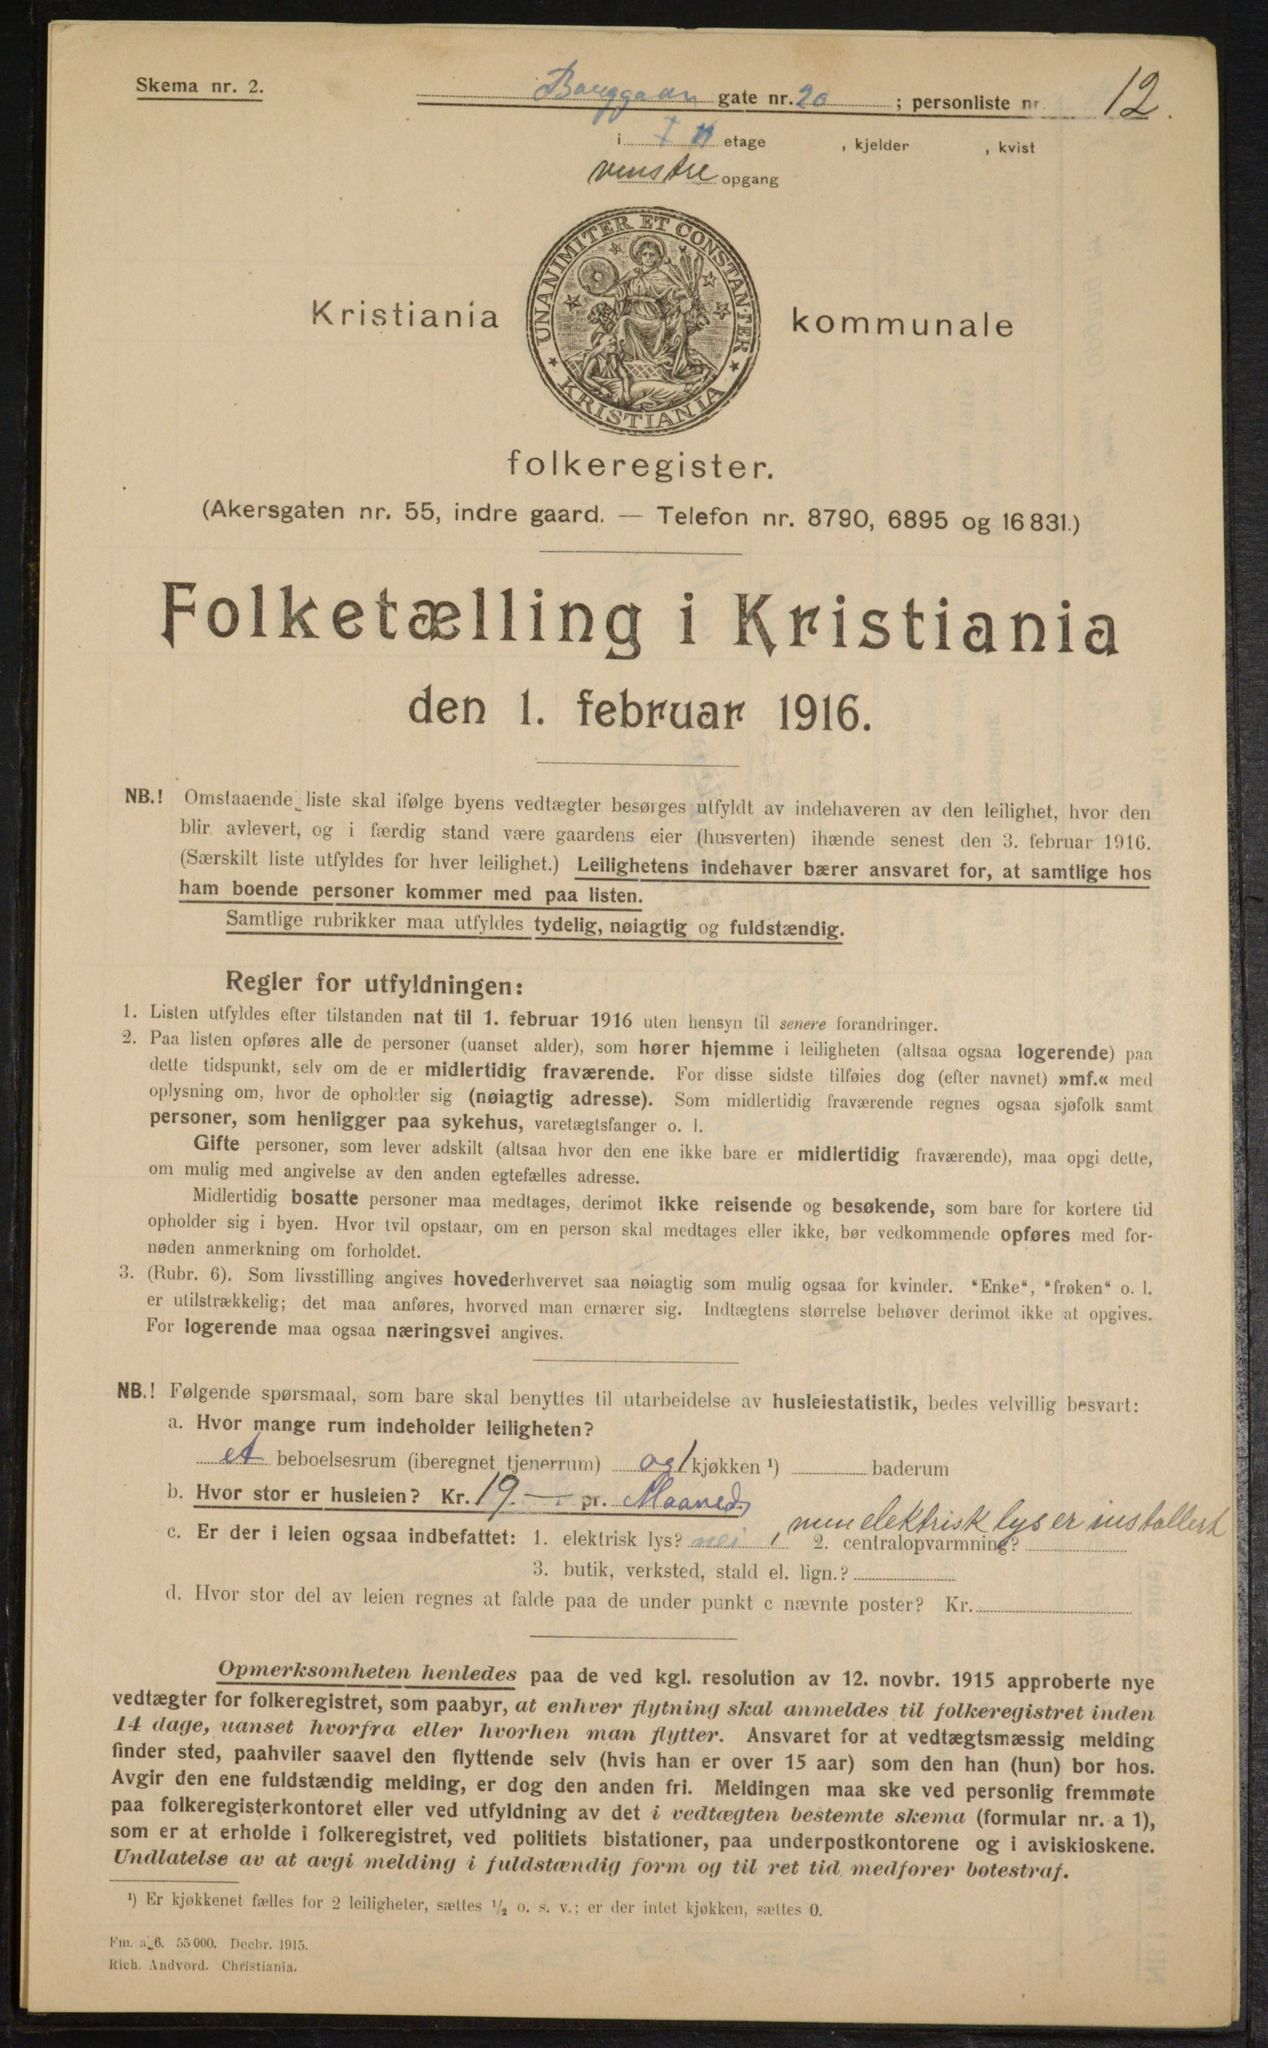 Skema nr. 2.
Borggaden gate nr. 20 ; personliste nr. 12.
i I etage , kjelder , kvist
venstre opgang
UNANIMITER ET CONSTANTER
KRISTIANIA
Kristiania kommunale
folkeregister.
(Akersgaten nr. 55, indre gaard. — Telefon nr. 8790, 6895 og 16 831.)
Folketælling i Kristiania
den 1. februar 1916.
NB.! Omstaaende liste skal ifølge byens vedtægter besørges utfyldt av indehaveren av den leilighet, hvor den
blir avlevert, og i færdig stand være gaardens eier (husverten) ihænde senest den 3. februar 1916.
(Særskilt liste utfyldes for hver leilighet.) Leilighetens indehaver bærer ansvaret for, at samtlige hos
ham boende personer kommer med paa listen.
Samtlige rubrikker maa utfyldes tydelig, nøiagtig og fuldstændig.
Regler for utfyldningen:
1. Listen utfyldes efter tilstanden nat til 1. februar 1916 uten hensyn til senere forandringer.
2. Paa listen opføres alle de personer (uanset alder), som hører hjemme i leiligheten (altsaa ogsaa logerende) paa
dette tidspunkt, selv om de er midlertidig fraværende. For disse sidste tilføies dog (efter navnet) »mf.« med
oplysning om, hvor de opholder sig (nøiagtig adresse). Som midlertidig fraværende regnes ogsaa sjøfolk samt
personer, som henligger paa sykehus, varetægtsfanger o. l.
Gifte personer, som lever adskilt (altsaa hvor den ene ikke bare er midlertidig fraværende), maa opgi dette,
om mulig med angivelse av den anden egtefælles adresse.
Midlertidig bosatte personer maa medtages, derimot ikke reisende og besøkende, som bare for kortere tid
opholder sig i byen. Hvor tvil opstaar, om en person skal medtages eller ikke, bør vedkommende opføres med for-
nøden anmerkning om forholdet.
3. (Rubr. 6). Som livsstilling angives hovederhvervet saa nøiagtig som mulig ogsaa for kvinder. "Enke", "frøken" o. l.
er utilstrækkelig; det maa anføres, hvorved man ernærer sig. Indtægtens størrelse behøver derimot ikke at opgives.
For logerende maa ogsaa næringsvei angives.
NB.! Følgende spørsmaal, som bare skal benyttes til utarbeidelse av husleiestatistik, bedes velvillig besvart:
a. Hvor mange rum indeholder leiligheten?
et beboelsesrum (iberegnet tjenerrum) og 1 kjøkken ¹) baderum
b. Hvor stor er husleien? Kr. 19.— pr. Maaned
men elektrisk lys er installert
c. Er der i leien ogsaa indbefattet: 1. elektrisk lys? nei, 2. centralopvarmning?
3. butik, verksted, stald el. lign.?
d. Hvor stor del av leien regnes at falde paa de under punkt c nævnte poster? Kr.
Opmerksomheten henledes paa de ved kgl. resolution av 12. novbr. 1915 approberte nye
vedtægter for folkeregistret, som paabyr, at enhver flytning skal anmeldes til folkeregistret inden
14 dage, uanset hvorfra eller hvorhen man flytter. Ansvaret for at vedtægtsmæssig melding
finder sted, paahviler saavel den flyttende selv (hvis han er over 15 aar) som den han (hun) bor hos.
Avgir den ene fuldstændig melding, er dog den anden fri. Meldingen maa ske ved personlig fremmøte
paa folkeregisterkontoret eller ved utfyldning av det i vedtægten bestemte skema (formular nr. a 1),
som er at erholde i folkeregistret, ved politiets bistationer, paa underpostkontorene og i aviskioskene.
Undlatelse av at avgi melding i fuldstændig form og til ret tid medfører bøtestraf.
¹) Er kjøkkenet fælles for 2 leiligheter, sættes ½ o. s. v.; er der intet kjøkken, sættes 0.
Fm. a 6. 55 000. Decbr. 1915.
Rich. Andvord. Christiania.